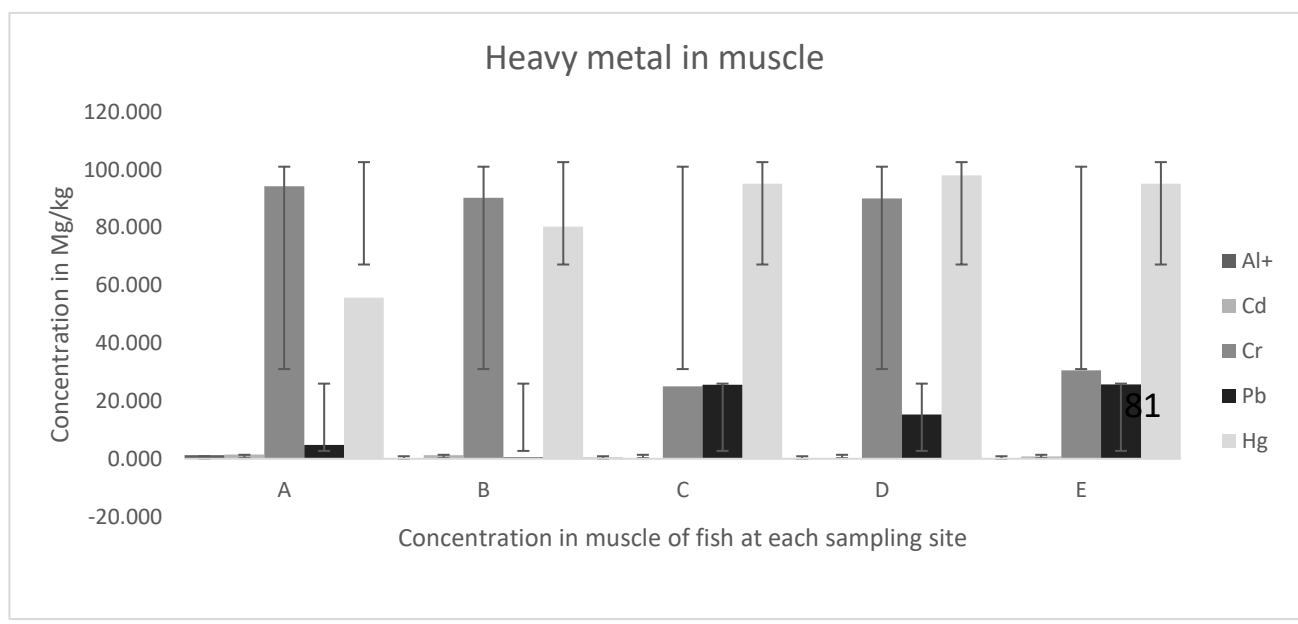 Heavy metal in muscle
120.000
100.000
80.000
60.000
40.000
20.000
0.000
-20.000
Concentration in Mg/kg
A B C D E
Concentration in muscle of fish at each sampling site
Al+
Cd
Cr
Pb
Hg
81